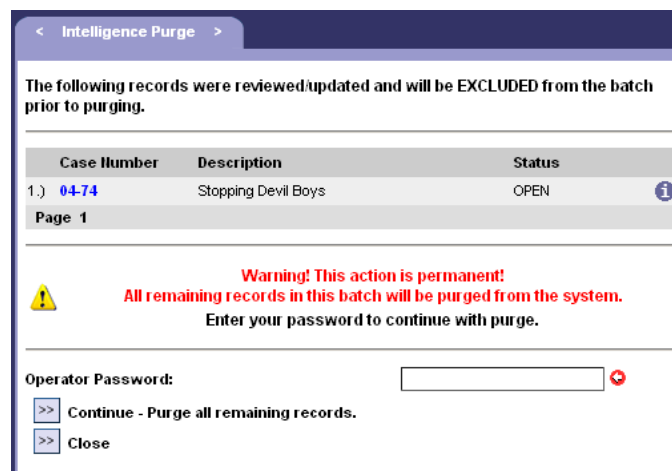 < Intelligence Purge >
The following records were reviewed/updated and will be EXCLUDED from the batch
prior to purging.
Case Number Description Status
1.) 04-74 Stopping Devil Boys OPEN i
Page 1
Warning! This action is permanent!
All remaining records in this batch will be purged from the system.
Enter your password to continue with purge.
Operator Password:
>> Continue - Purge all remaining records.
>> Close